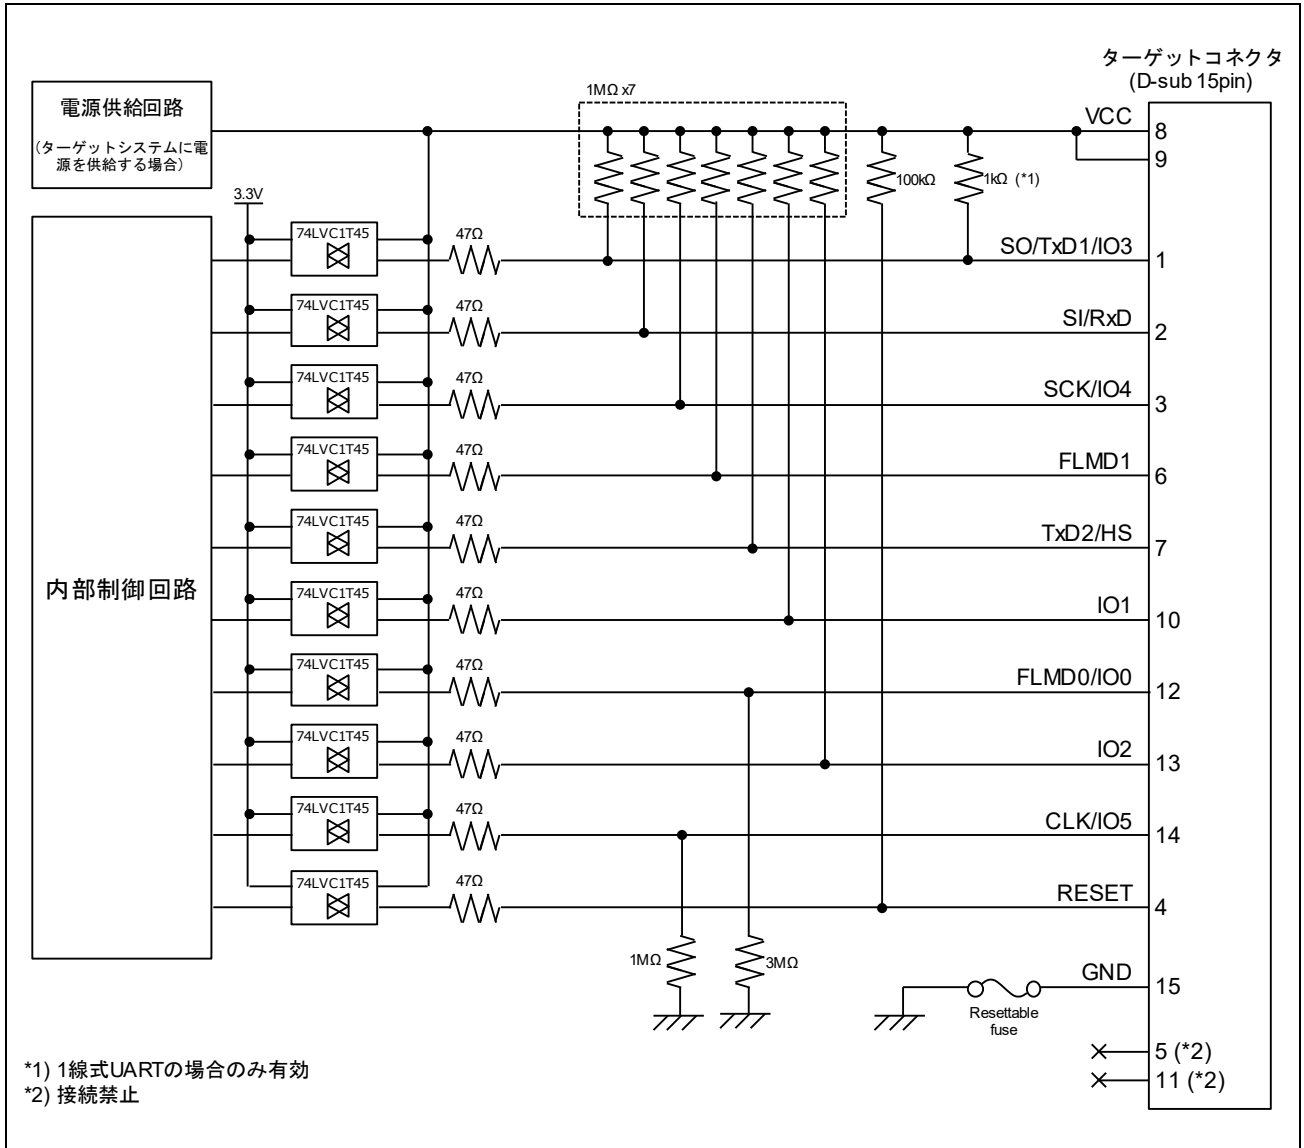 ターゲットコネクタ
(D-sub 15pin)
電源供給回路
(ターゲットシステムに電
源を供給する場合)
1MΩ x7
VCC
8
9
100kΩ
1kΩ (*1)
3.3V
74LVC1T45
47Ω
SO/TxD1/IO3
1
74LVC1T45
47Ω
SI/RxD
2
74LVC1T45
47Ω
SCK/IO4
3
74LVC1T45
47Ω
FLMD1
6
74LVC1T45
47Ω
TxD2/HS
7
内部制御回路
74LVC1T45
47Ω
IO1
10
74LVC1T45
47Ω
FLMD0/IO0
12
74LVC1T45
47Ω
IO2
13
74LVC1T45
47Ω
CLK/IO5
14
74LVC1T45
47Ω
RESET
4
1MΩ
3MΩ
GND
15
Resettable
fuse
5 (*2)
11 (*2)
*1) 1線式UARTの場合のみ有効
*2) 接続禁止